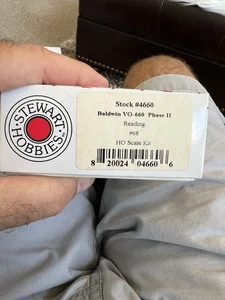 STEWART
HOBBIES
Stock #4660
Baldwin VO-660 Phase II
Reading
#68
HO Scale Kit
8 20024 04660 6